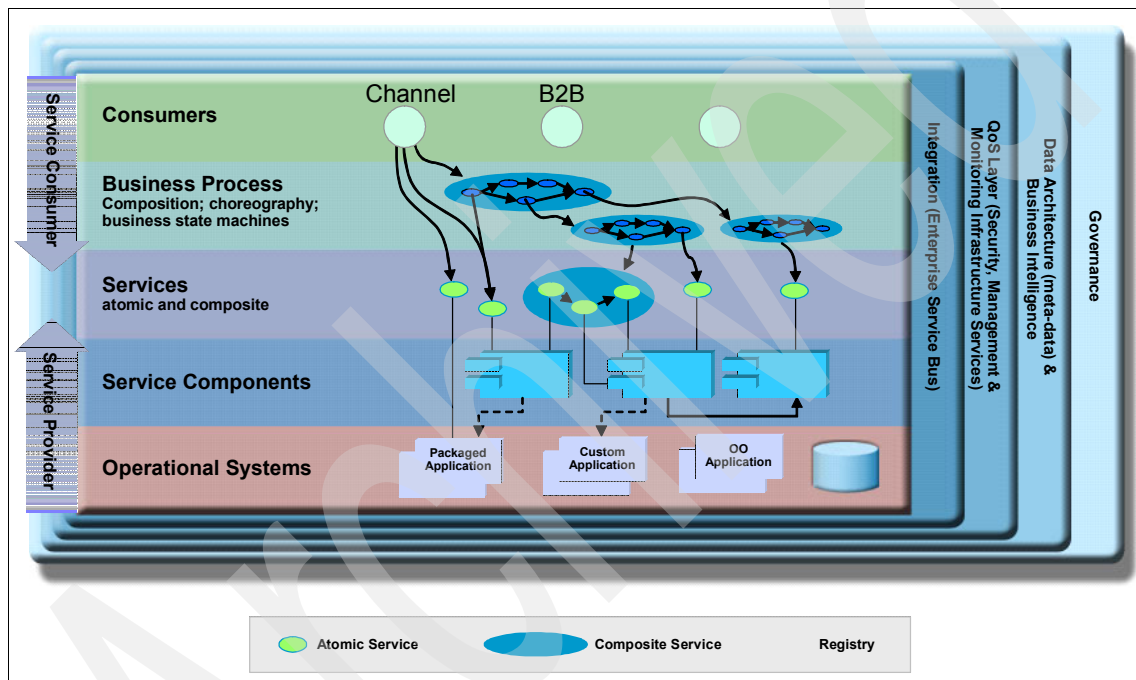 Channel
B2B
Consumers
Business Process
Composition; choreography;
business state machines
Services
atomic and composite
Service Components
Operational Systems
Packaged
Application
Custom
Application
OO
Application
Service Consumer
Service Provider
Integration (Enterprise Service Bus)
QoS Layer (Security, Management &
Monitoring Infrastructure Services)
Data Architecture (meta-data) &
Business Intelligence
Governance
Atomic Service
Composite Service
Registry
Archived